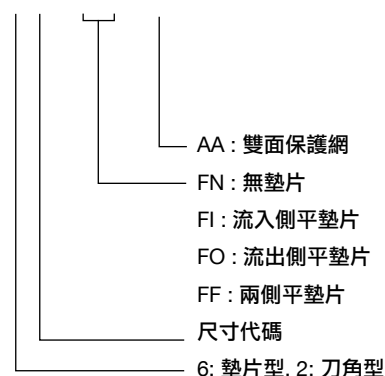 AA : 雙面保護網
FN : 無墊片
FI : 流入側平墊片
FO : 流出側平墊片
FF : 兩側平墊片
尺寸代碼
6: 墊片型, 2: 刀角型